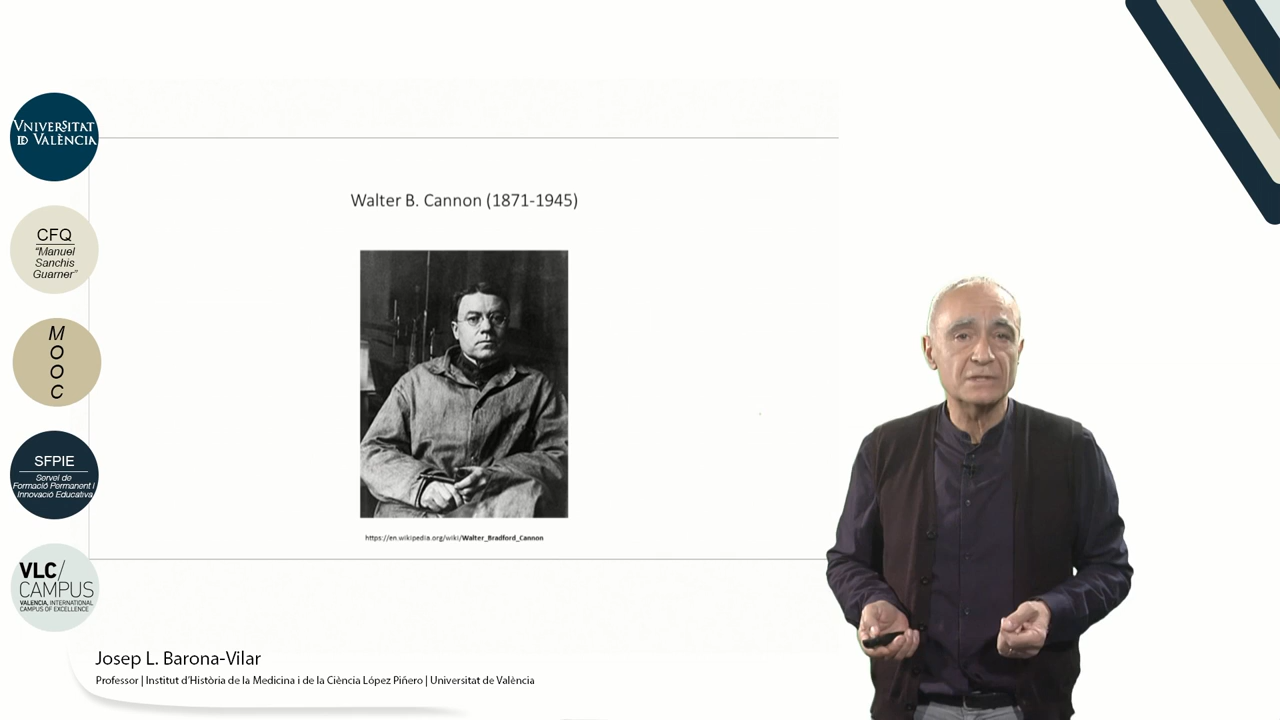 VNIVERSITAT
ID VALÈNCIA
CFQ
“Manuel
Sanchis
Guarner”
M
O
O
C
SFPIE
Servei de
Formació Permanent i
Innovació Educativa
VLC/
CAMPUS
VALENCIA, INTERNATIONAL
CAMPUS OF EXCELLENCE
Walter B. Cannon (1871-1945)
https://en.wikipedia.org/wiki/Walter_Bradford_Cannon
Josep L. Barona-Vilar
Professor | Institut d'Història de la Medicina i de la Ciència López Piñero | Universitat de València